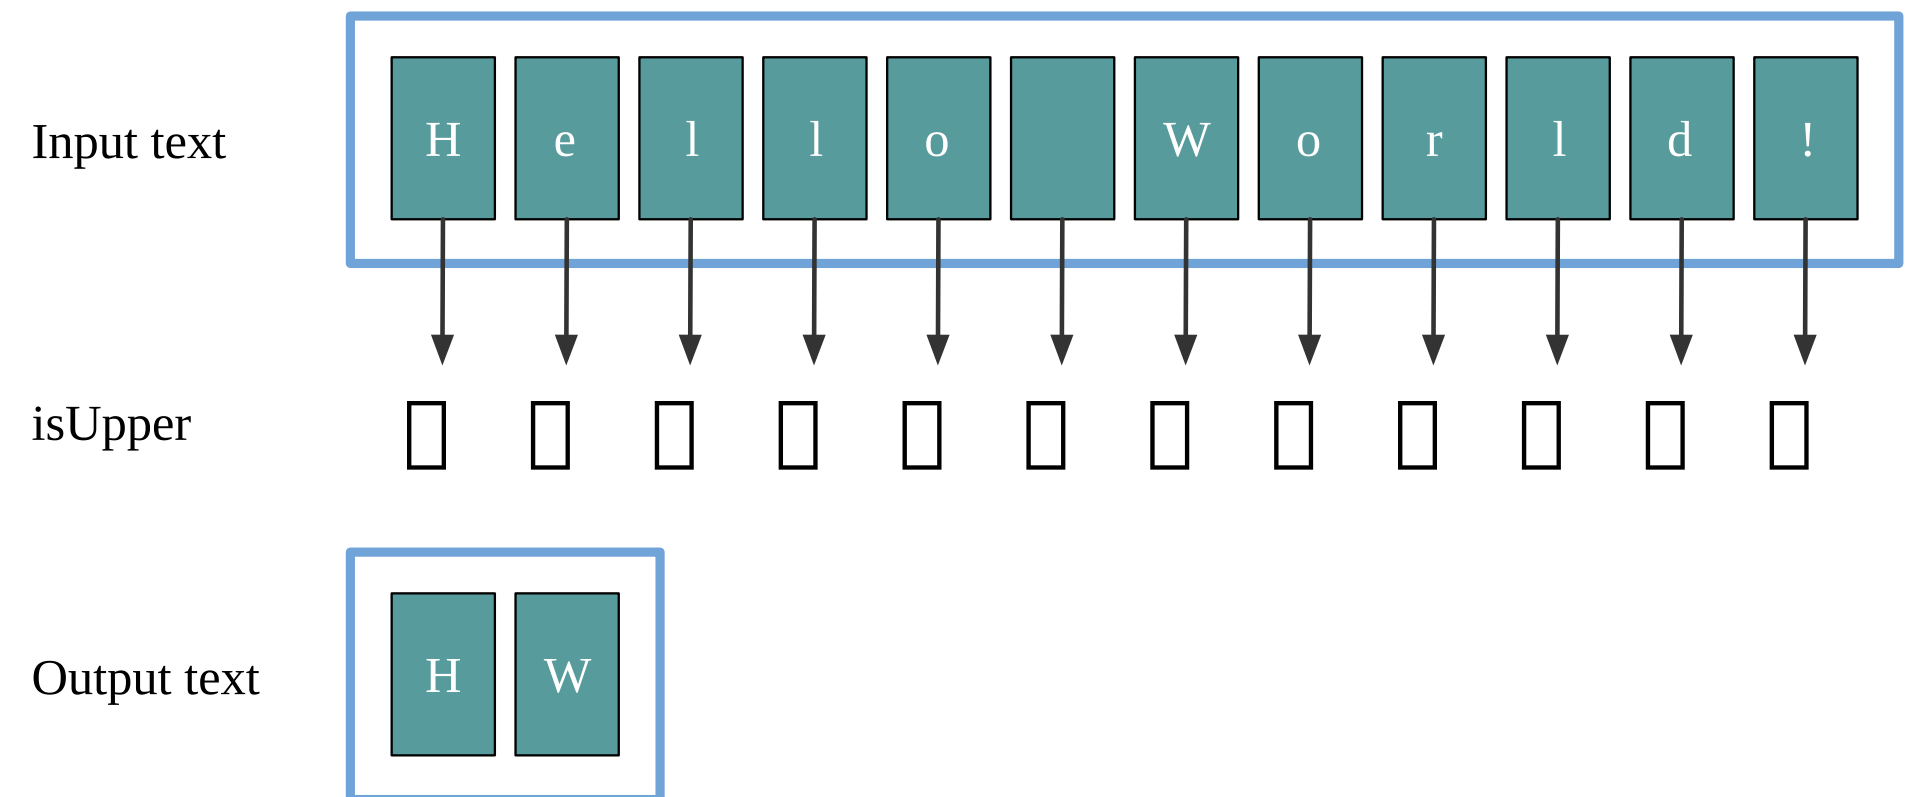 Input text H e l l o W o r l d !
isUpper
Output text H W